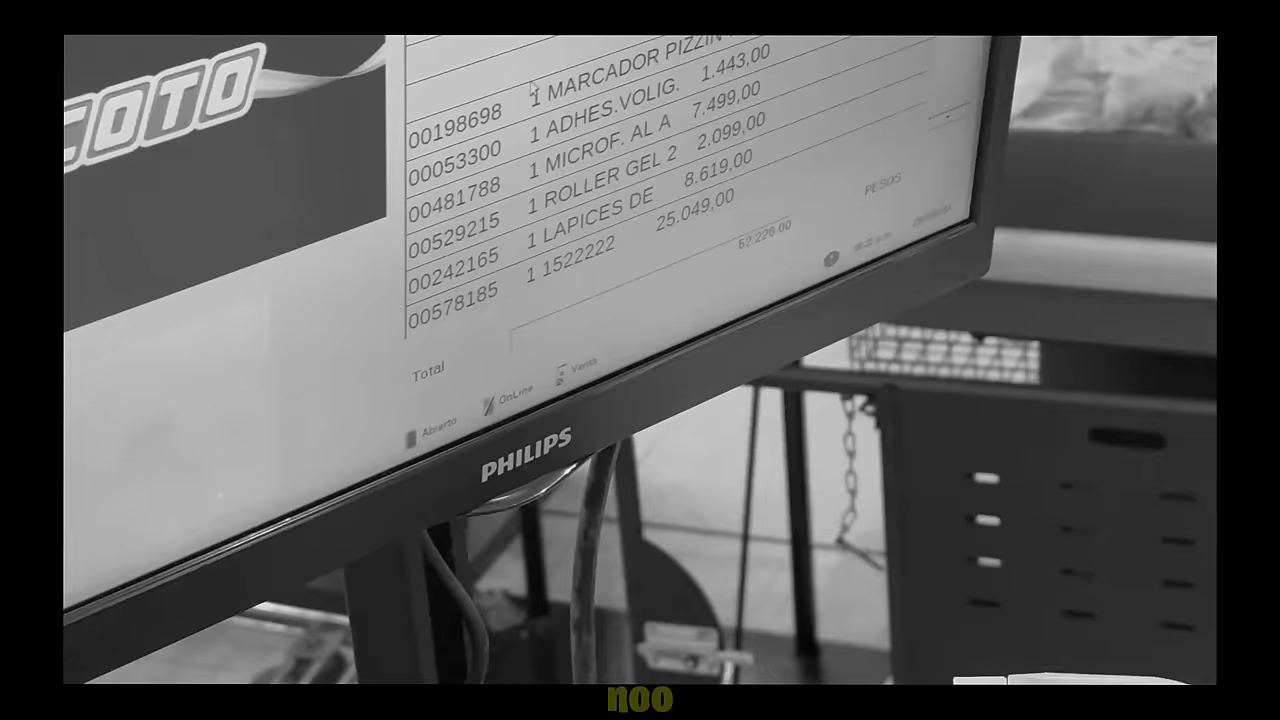 COTO
00198698 1 MARCADOR PIZZIN
00053300 1 ADHES.VOLIG. 1.443,00
00481788 1 MICROF. AL A 7.499,00
00529215 1 ROLLER GEL 2 2.099,00
00242165 1 LAPICES DE 8.619,00
00578185 1 1522222 25.049,00
Total 52.228,00
PESOS
Abierto OnLine Venta
PHILIPS
noo